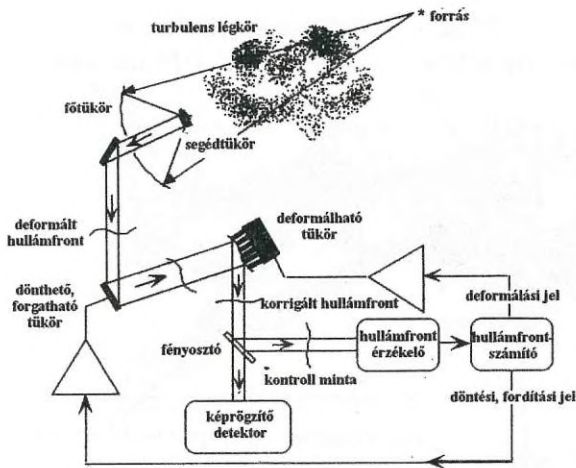 * forrás
turbulens légkör
főtükör
segédtükör
deformálható
tükör
deformált
hullámfront
dönthető,
forgatható
tükör
korrigált hullámfront
deformálási jel
fényosztó
hullámfront
érzékelő
hullámfront-
számító
kontroll minta
döntési, fordítási jel
képrögzítő
detektor